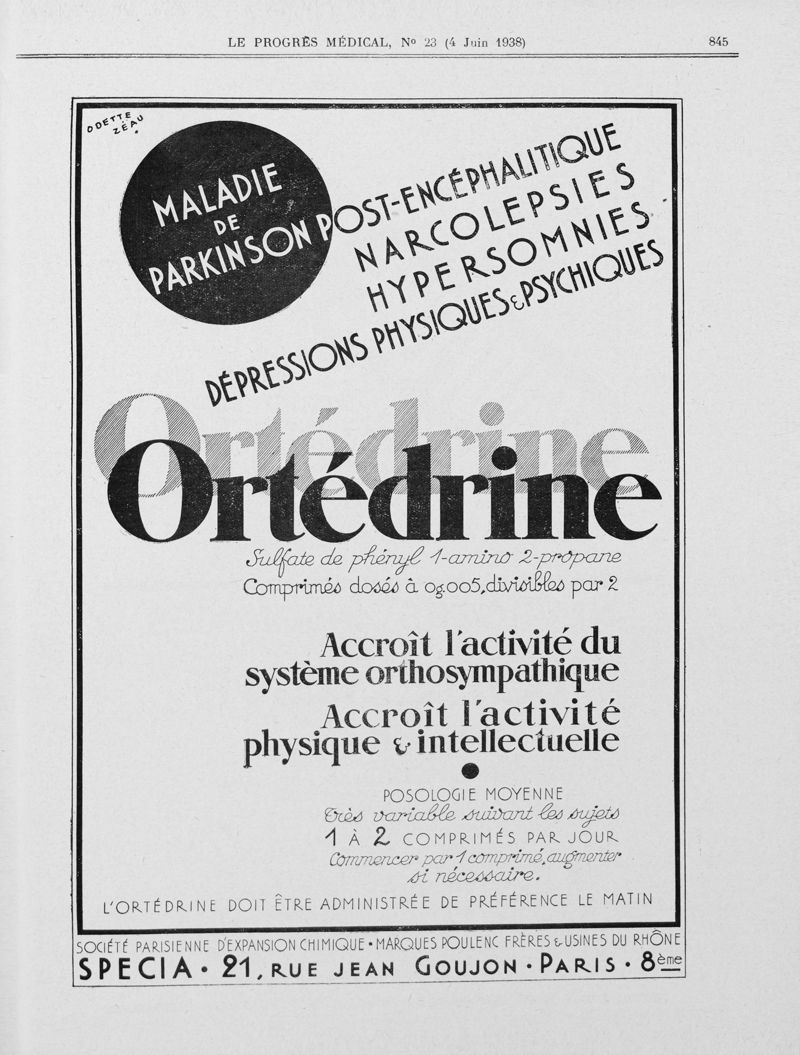 LE PROGRÈS MÉDICAL, Nº 23 (4 Juin 1938)
845
ODETTE
ZÉAU
MALADIE
DE
PARKINSON POST-ENCÉPHALITIQUE
NARCOLEPSIES
HYPERSOMNIES
DÉPRESSIONS PHYSIQUES & PSYCHIQUES
Ortédrine
Ortédrine
Sulfate de phényl 1-amino 2-propane
Comprimés dosés à 0g.005, divisibles par 2
Accroît l'activité du
système orthosympathique
Accroît l'activité
physique & intellectuelle
POSOLOGIE MOYENNE
Très variable suivant les sujets
1 À 2 COMPRIMÉS PAR JOUR
Commencer par 1 comprimé, augmenter
si nécessaire.
L'ORTÉDRINE DOIT ÊTRE ADMINISTRÉE DE PRÉFÉRENCE LE MATIN
SOCIÉTÉ PARISIENNE D'EXPANSION CHIMIQUE • MARQUES POULENC FRÈRES & USINES DU RHÔNE
SPECIA • 21, RUE JEAN GOUJON • PARIS • 8ème